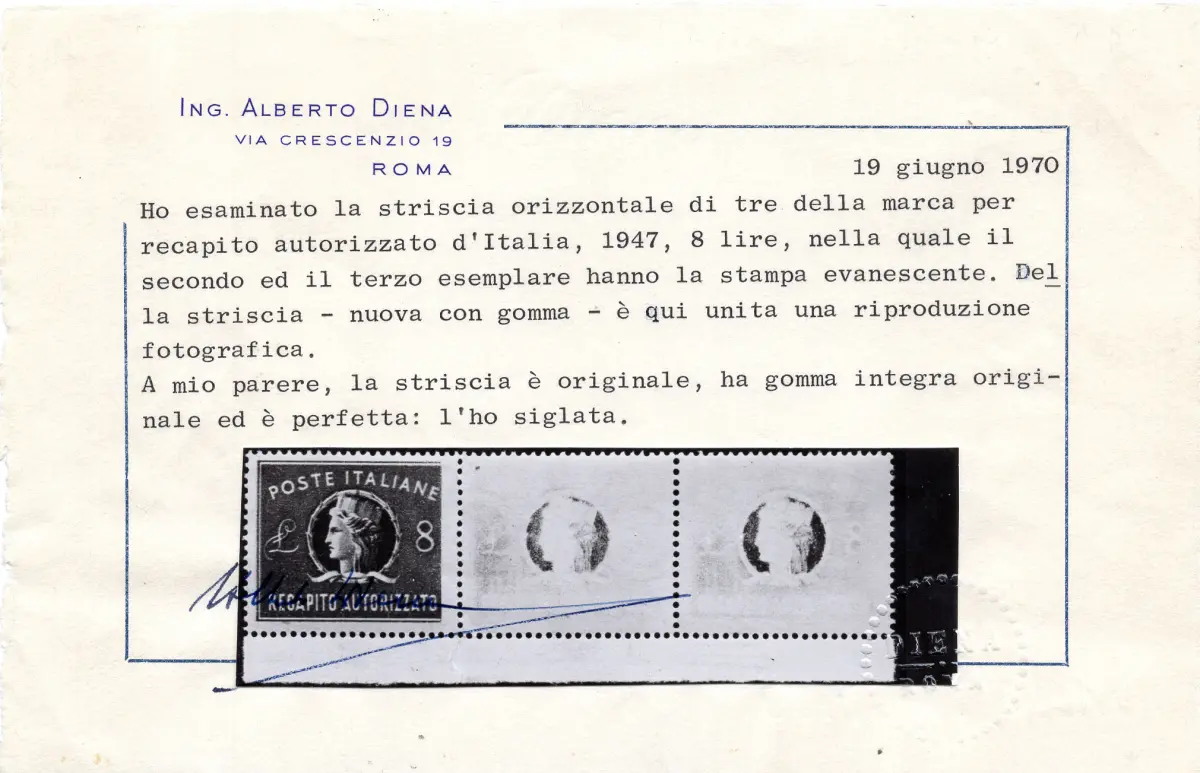 ING. ALBERTO DIENA
VIA CRESCENZIO 19
ROMA
19 giugno 1970
Ho esaminato la striscia orizzontale di tre della marca per
recapito autorizzato d'Italia, 1947, 8 lire, nella quale il
secondo ed il terzo esemplare hanno la stampa evanescente. Del
la striscia - nuova con gomma - è qui unita una riproduzione
fotografica.
A mio parere, la striscia è originale, ha gomma integra origi-
nale ed è perfetta: l'ho siglata.
POSTE ITALIANE
£ 8
RECAPITO AUTORIZZATO
DIENA